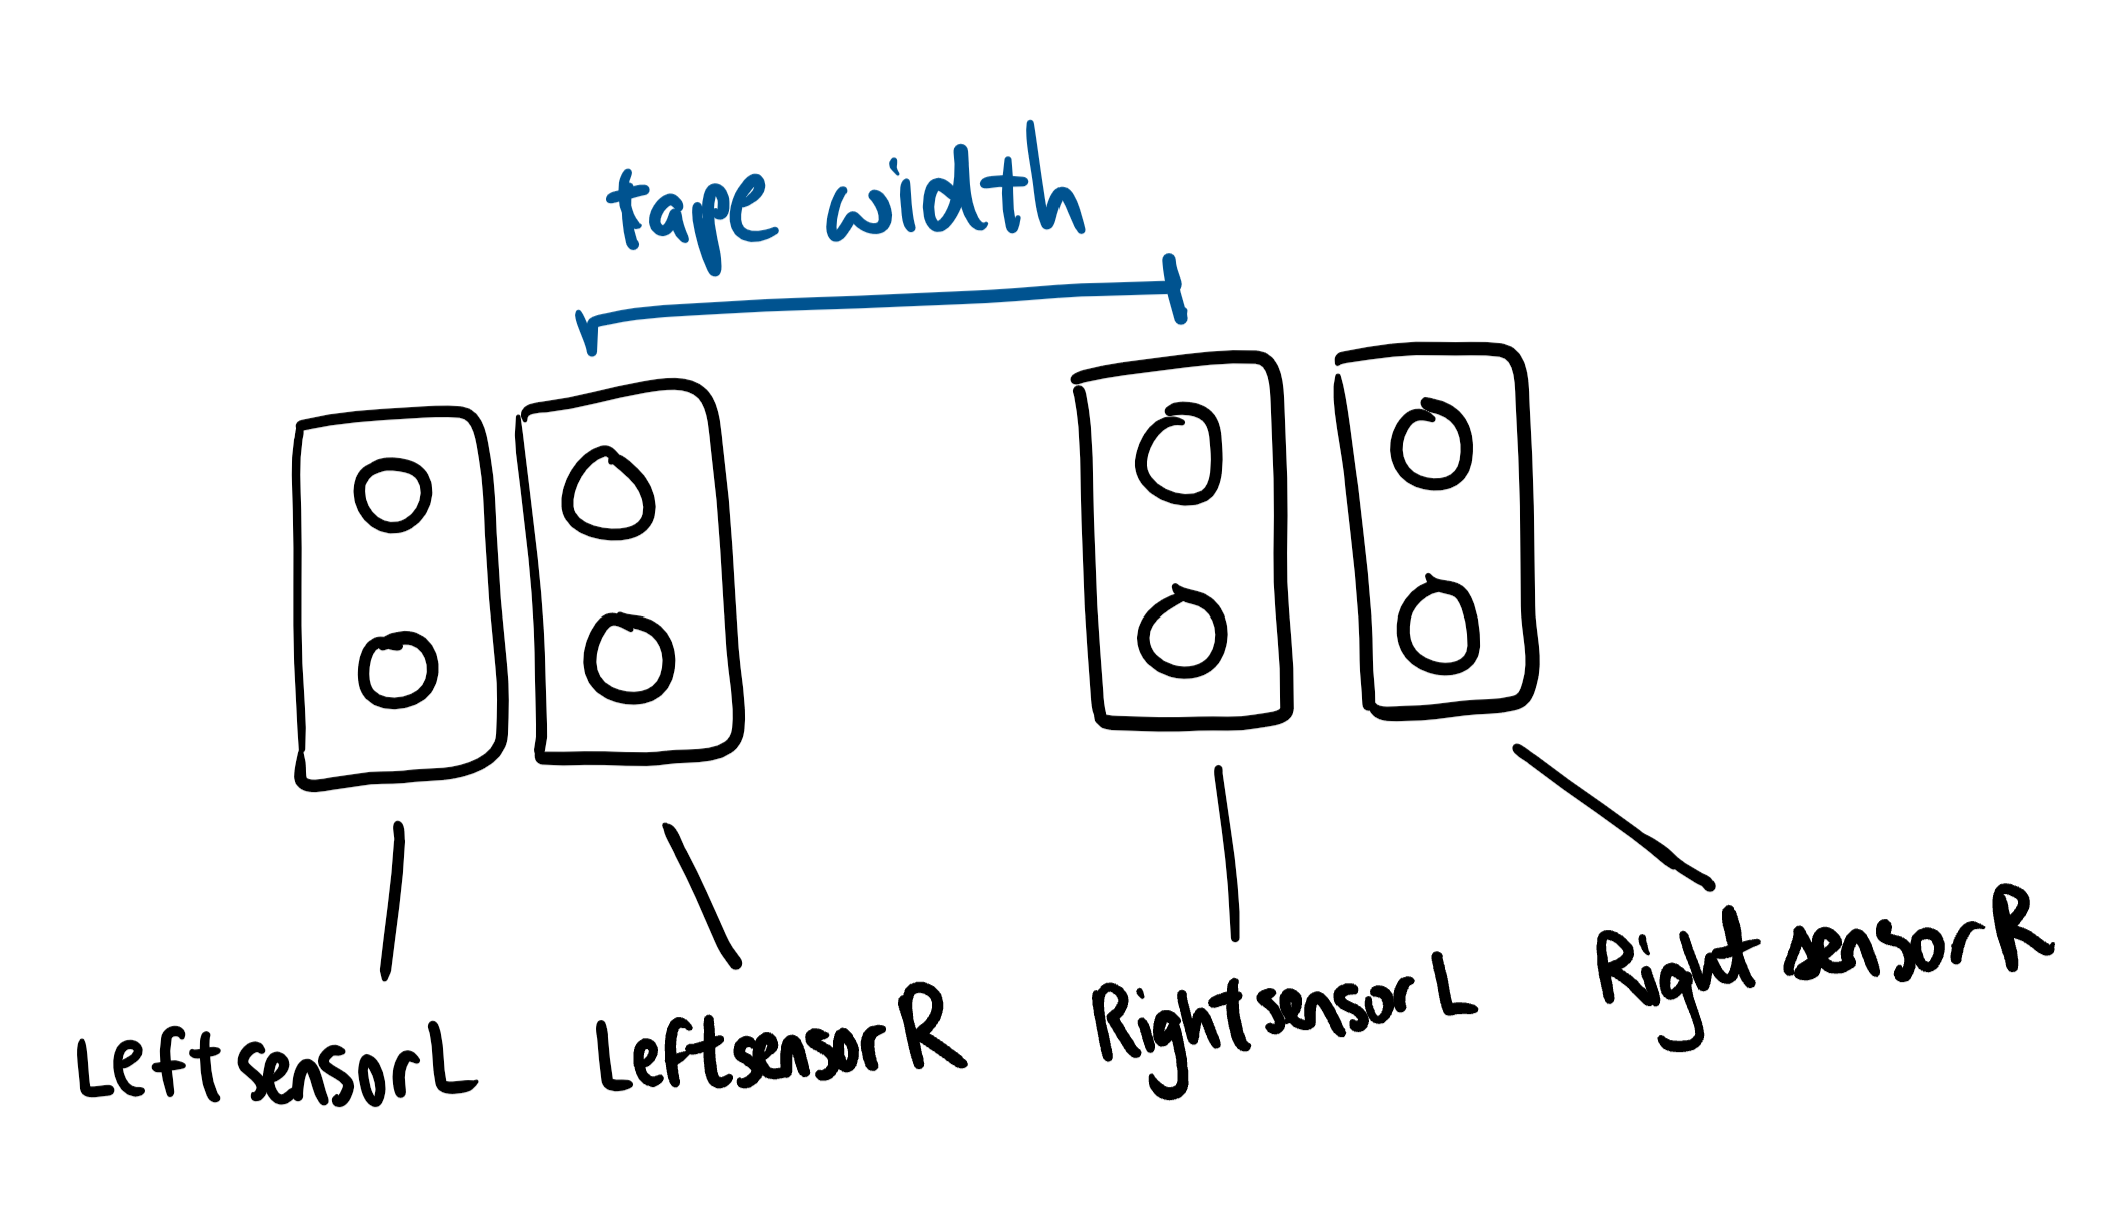 tape width
Left sensor L
Left sensor R
Right sensor L
Right sensor R